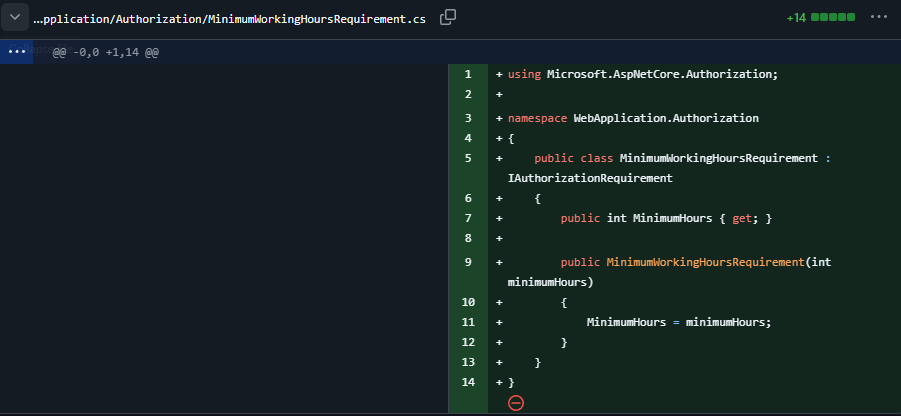 ...pplication/Authorization/MinimumWorkingHoursRequirement.cs +14
@@ -0,0 +1,14 @@
1 + using Microsoft.AspNetCore.Authorization;
2 +
3 + namespace WebApplication.Authorization
4 + {
5 +     public class MinimumWorkingHoursRequirement :
IAuthorizationRequirement
6 +     {
7 +         public int MinimumHours { get; }
8 +
9 +         public MinimumWorkingHoursRequirement(int
minimumHours)
10 +         {
11 +             MinimumHours = minimumHours;
12 +         }
13 +     }
14 + }